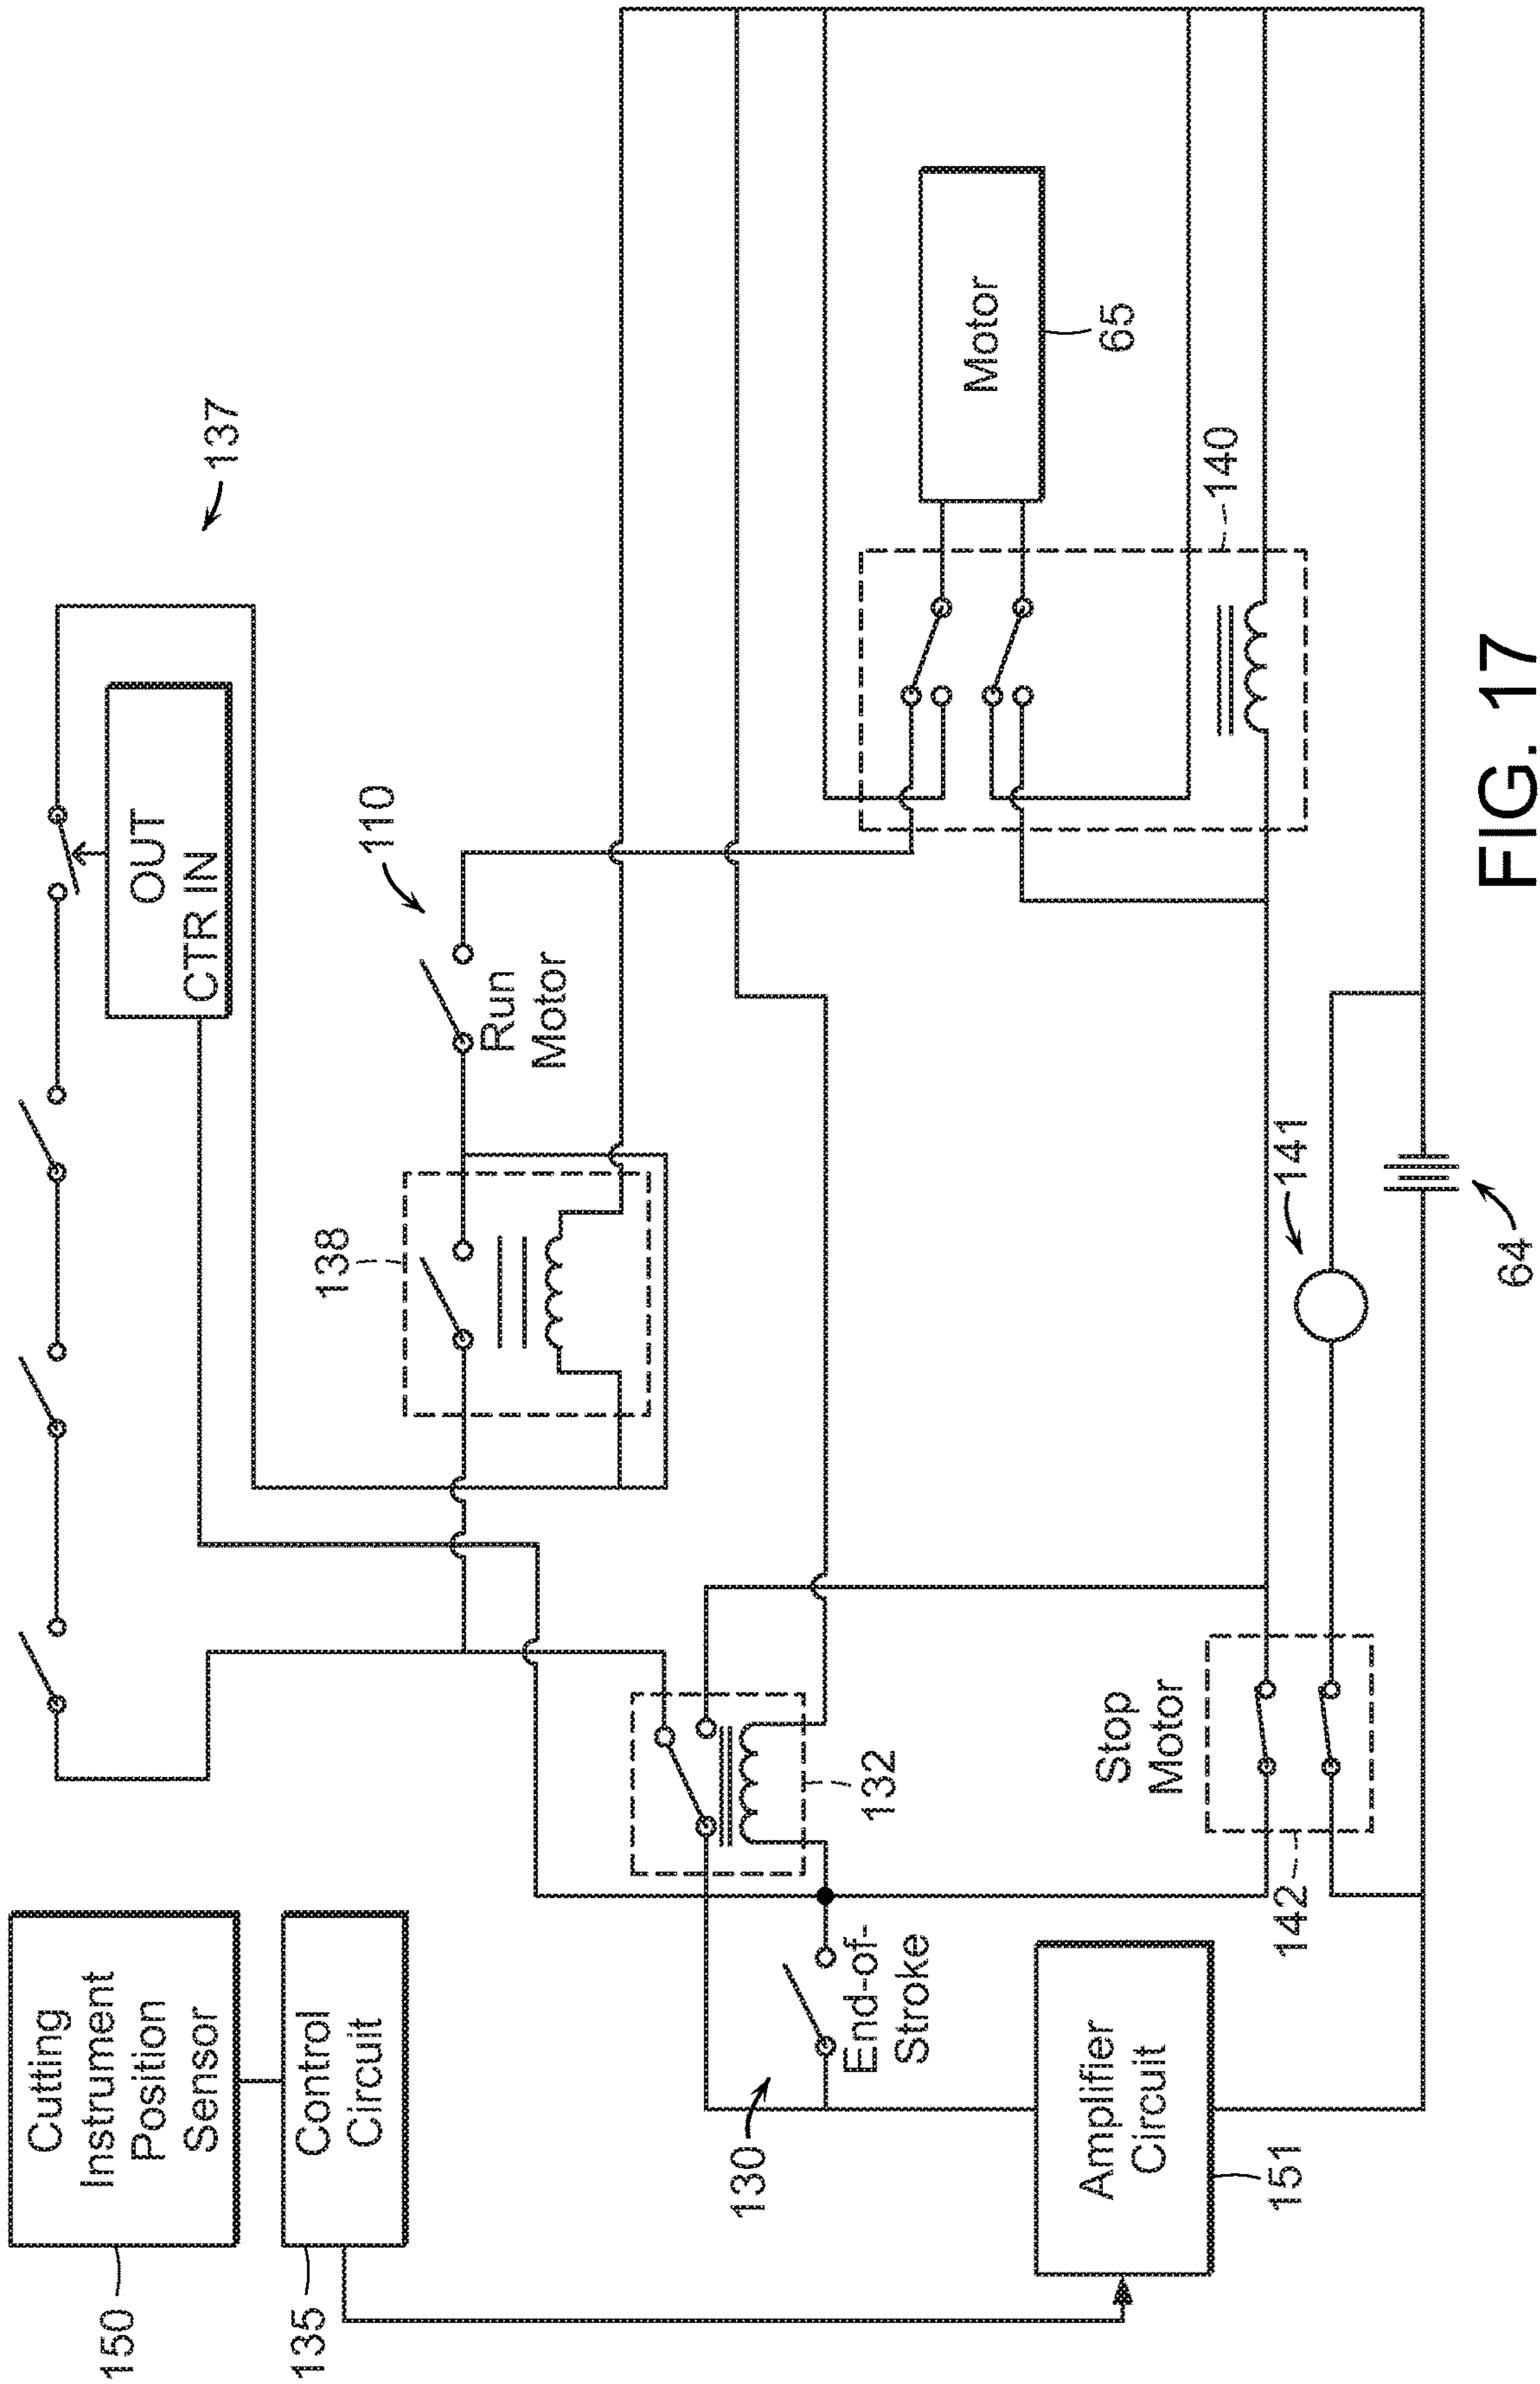 150
Cutting
Instrument
Position
Sensor
135
Control
Circuit
137
OUT
CTR IN
110
Run
Motor
138
130
End-of-
Stroke
132
Amplifier
Circuit
151
Stop
Motor
142
141
64
Motor
65
140
FIG. 17